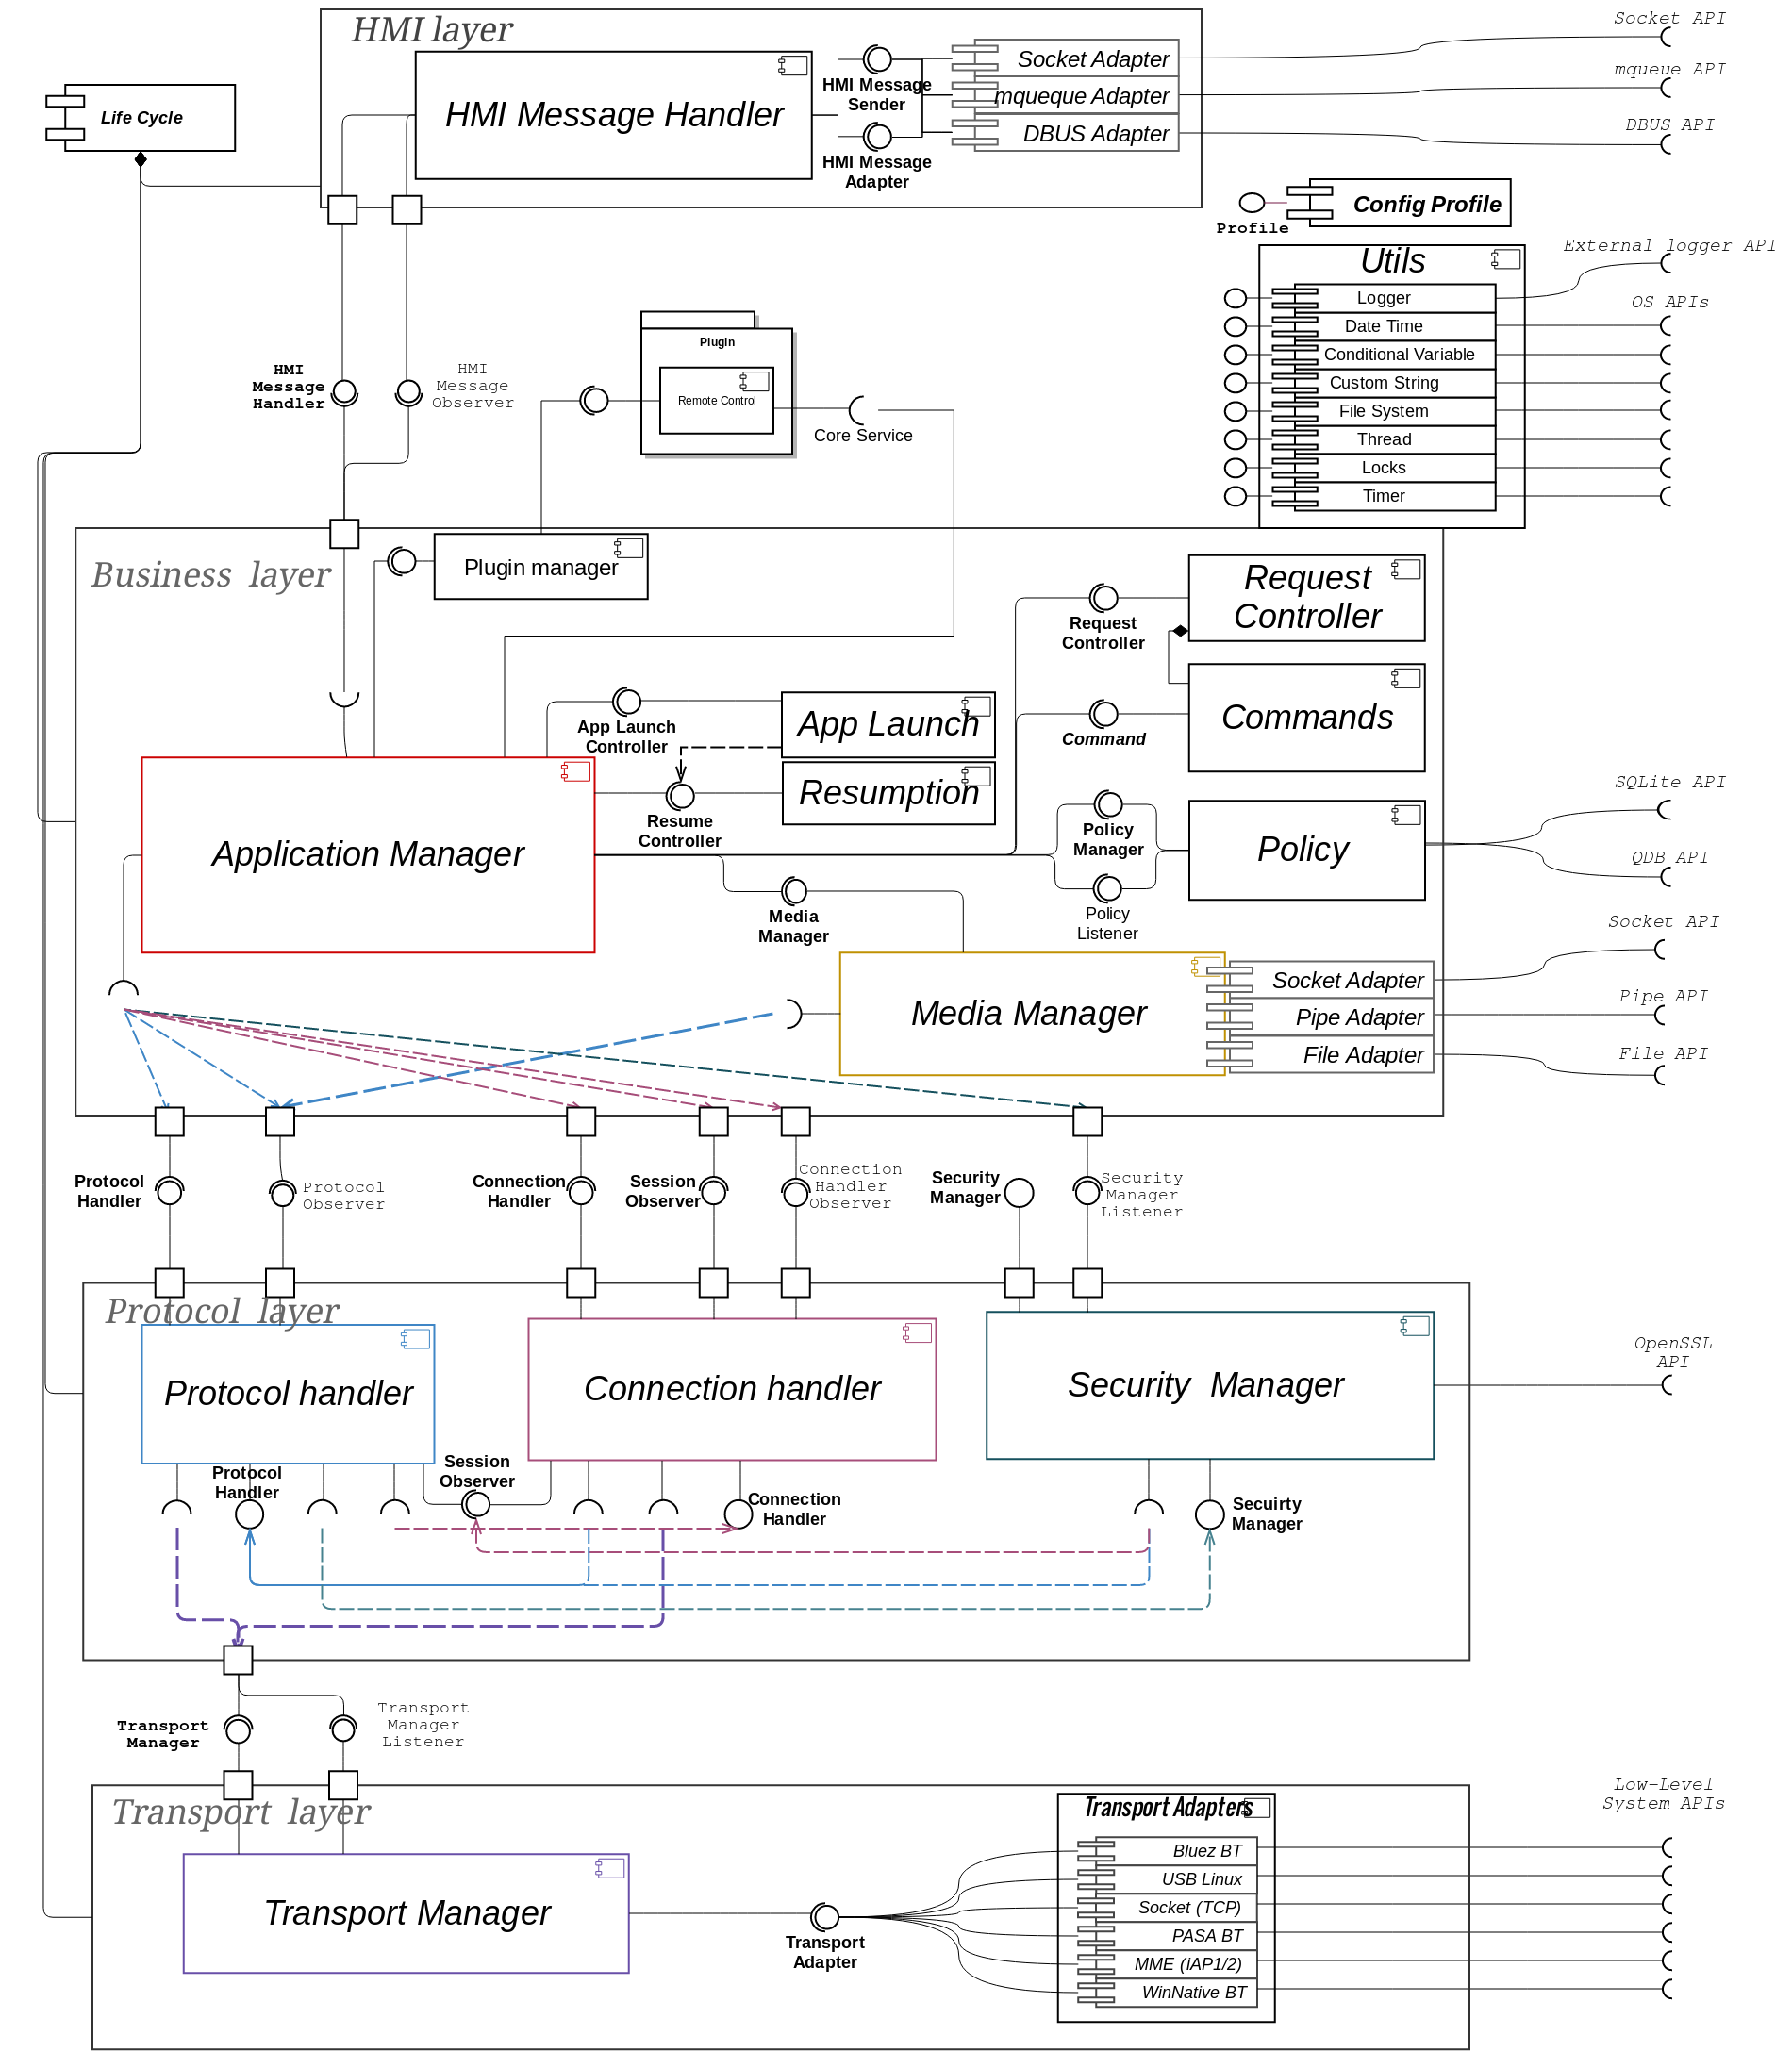 HMI layer
Socket API
Socket Adapter
HMI Message
Sender
mqueue API
mqueque Adapter
HMI Message Handler
Life Cycle
DBUS API
DBUS Adapter
HMI Message
Adapter
Config Profile
Profile
External logger API
Utils
Logger
OS APIs
Date Time
Conditional Variable
Custom String
File System
Thread
Locks
Timer
HMI
Message
Handler
HMI
Message
Observer
Plugin
Remote Control
Core Service
Business layer
Plugin manager
Request
Controller
Request
Controller
Commands
Command
App Launch
Controller
App Launch
Resumption
Resume
Controller
SQLite API
Application Manager
Policy
Manager
Policy
QDB API
Policy
Listener
Media
Manager
Socket API
Media Manager
Socket Adapter
Pipe API
Pipe Adapter
File API
File Adapter
Protocol
Handler
Protocol
Observer
Connection
Handler
Session
Observer
Connection
Handler
Observer
Security
Manager
Security
Manager
Listener
Protocol layer
Protocol handler
Connection handler
Security Manager
OpenSSL
API
Protocol
Handler
Session
Observer
Connection
Handler
Secuirty
Manager
Transport
Manager
Transport
Manager
Listener
Transport layer
Transport Adapters
Low-Level
System APIs
Bluez BT
USB Linux
Socket (TCP)
PASA BT
MME (iAP1/2)
WinNative BT
Transport Manager
Transport
Adapter